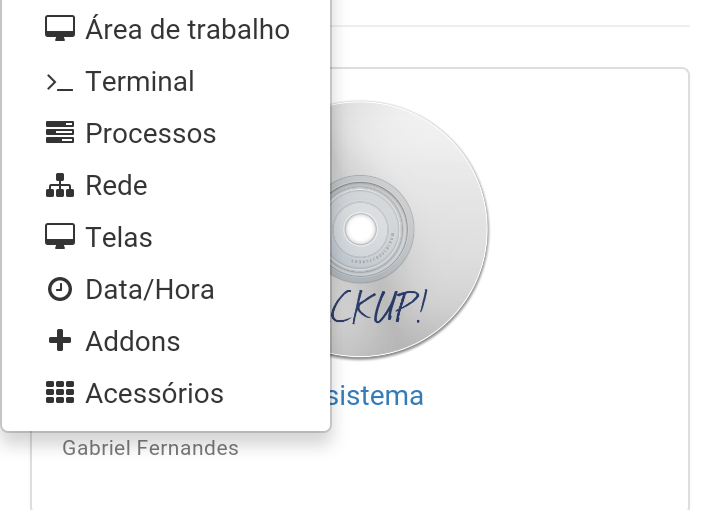 Área de trabalho
Terminal
Processos
Rede
Telas
Data/Hora
Addons
Acessórios
CKUP!
sistema
Gabriel Fernandes